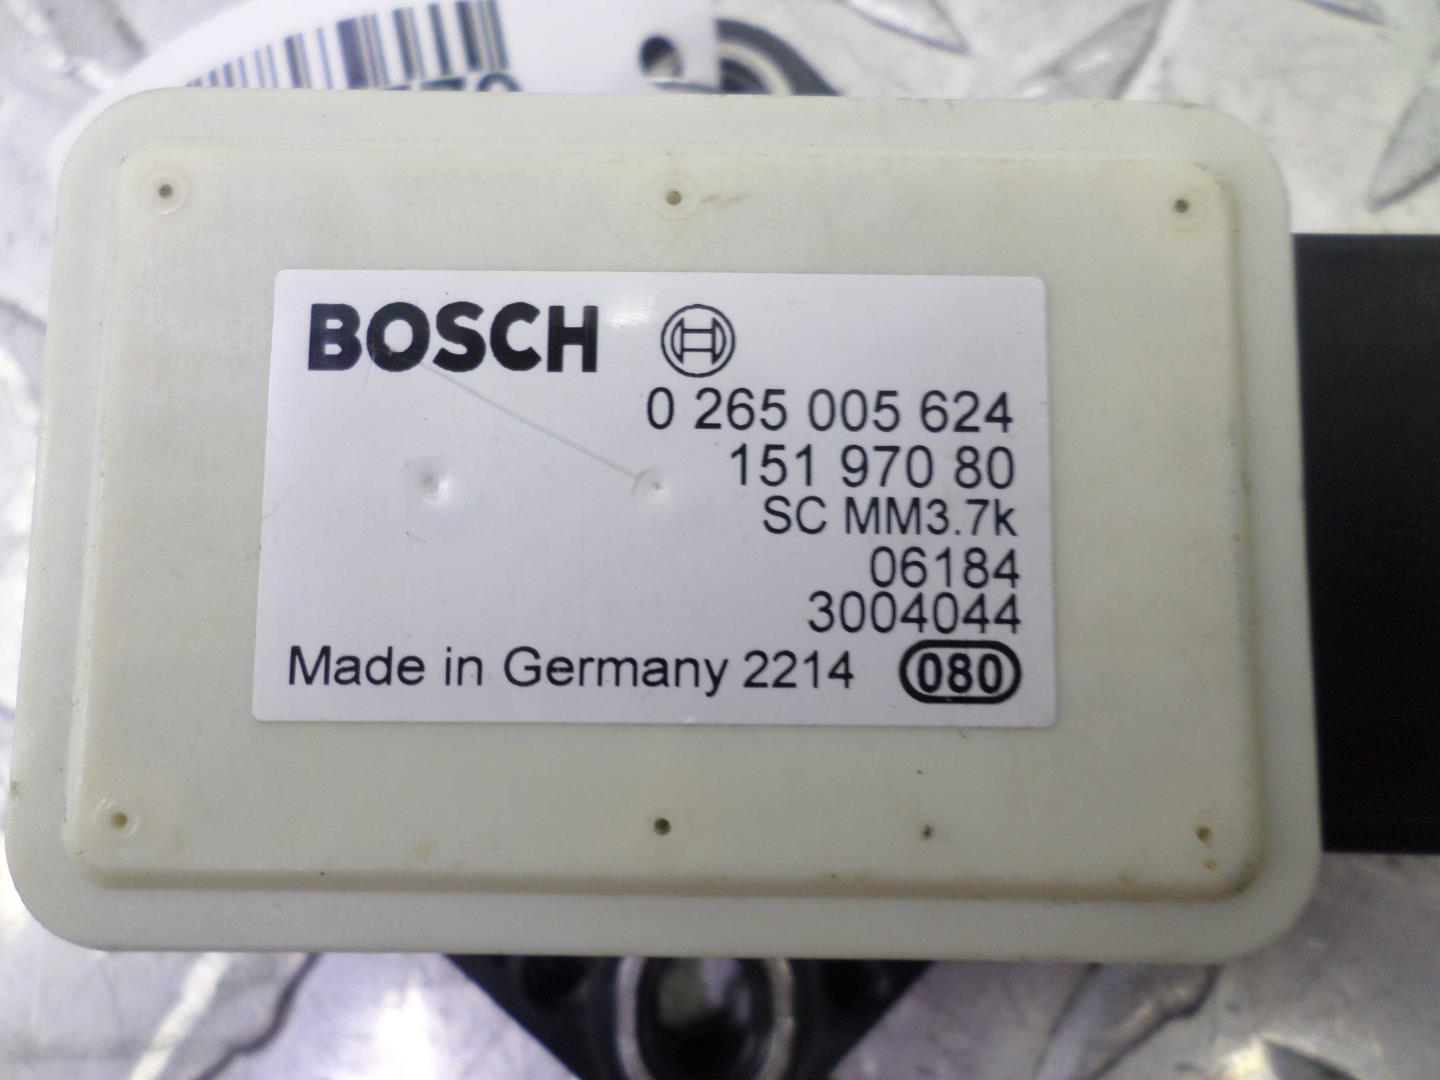 BOSCH
0 265 005 624
151 970 80
SC MM3.7k
06184
3004044
Made in Germany 2214 080